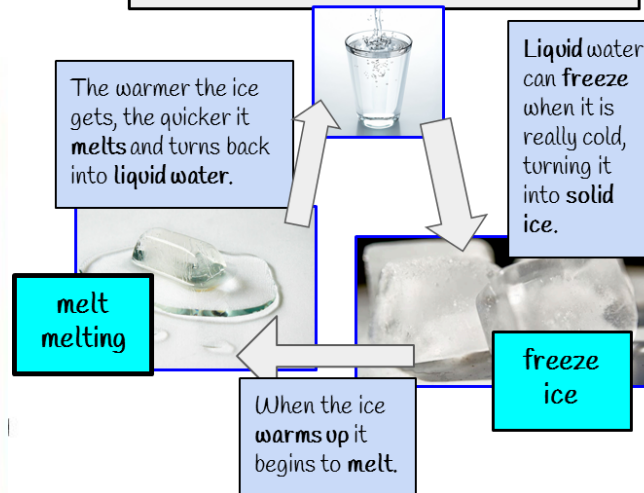 The warmer the ice
gets, the quicker it
melts and turns back
into liquid water.
Liquid water
can freeze
when it is
really cold,
turning it
into solid
ice.
melt
melting
freeze
ice
When the ice
warms up it
begins to melt.